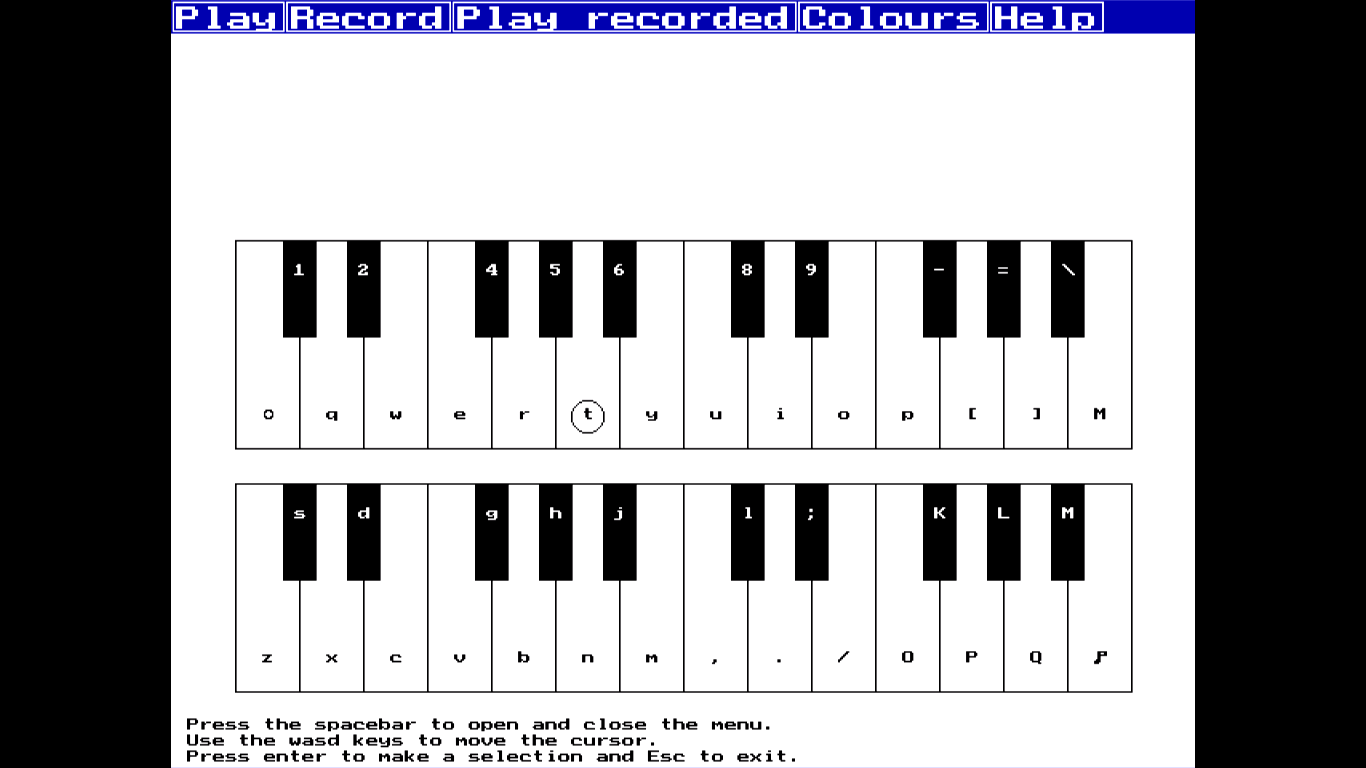 Play Record Play recorded Colours Help
1 2 4 5 6 8 9 - = \
O q w e r t y u i o p [ ] M
s d g h j l ; K L M
z x c v b n m , . / O P Q ♪
Press the spacebar to open and close the menu.
Use the wasd keys to move the cursor.
Press enter to make a selection and Esc to exit.